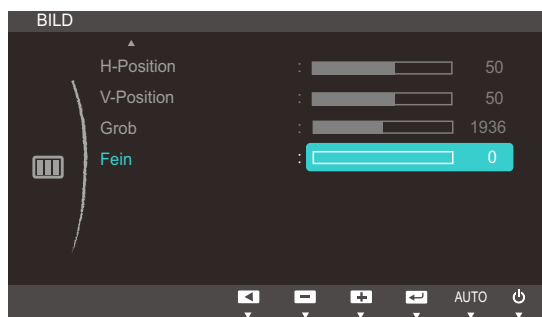 BILD
H-Position : 50
V-Position : 50
Grob : 1936
Fein : 0
AUTO